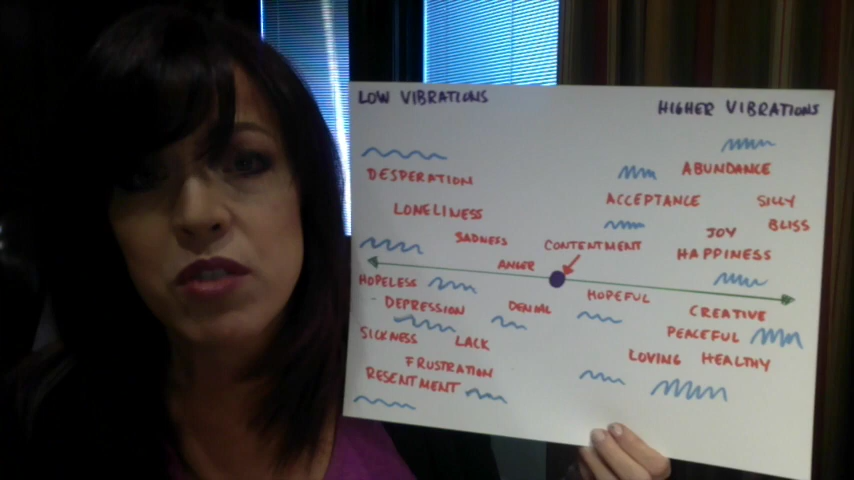 LOW VIBRATIONS
HIGHER VIBRATIONS
DESPERATION
LONELINESS
SADNESS
ANGER
HOPELESS
DEPRESSION
DENIAL
SICKNESS
LACK
FRUSTRATION
RESENTMENT
CONTENTMENT
ABUNDANCE
ACCEPTANCE
SILLY
BLISS
JOY
HAPPINESS
HOPEFUL
CREATIVE
PEACEFUL
LOVING HEALTHY